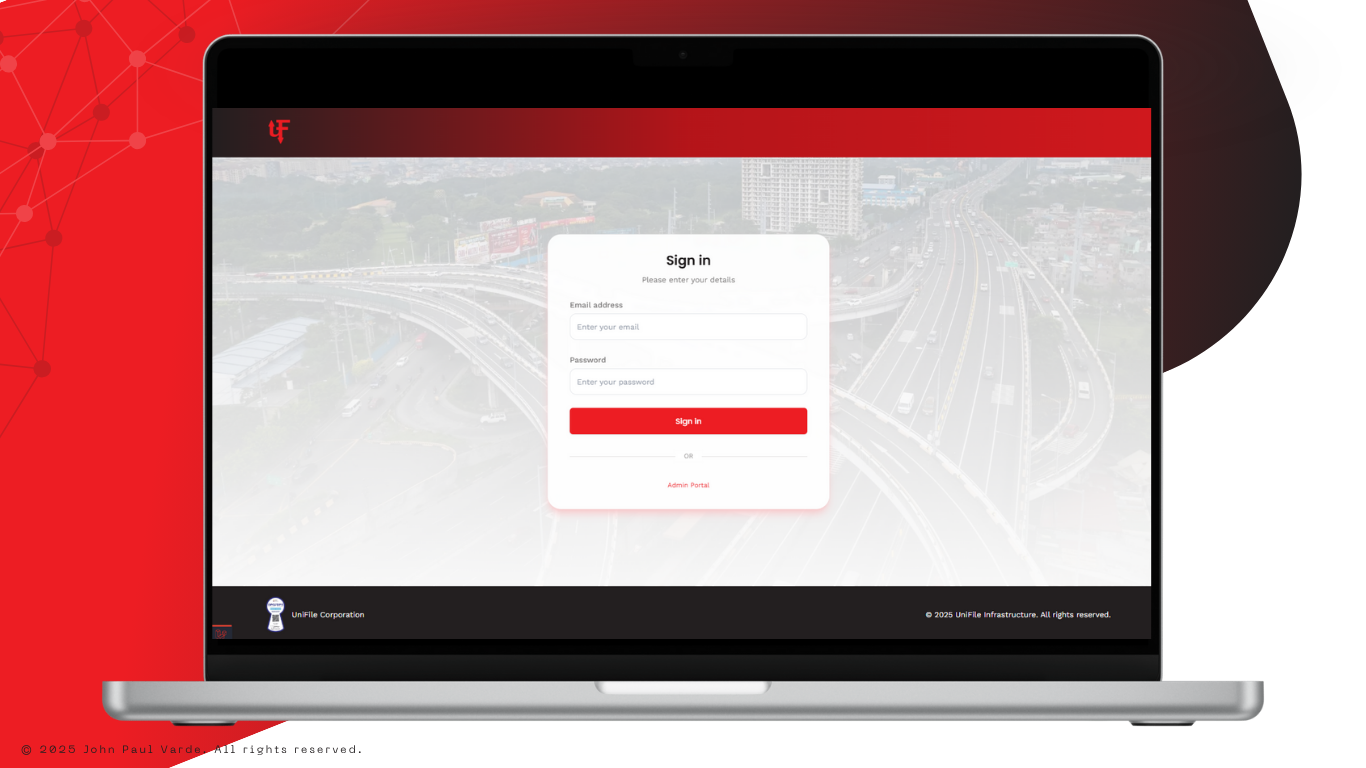 Sign in
Please enter your details
Email address
Enter your email
Password
Enter your password
Sign in
OR
Admin Portal
UniFile Corporation
© 2025 UniFile Infrastructure. All rights reserved.
© 2025 John Paul Varde. All rights reserved.